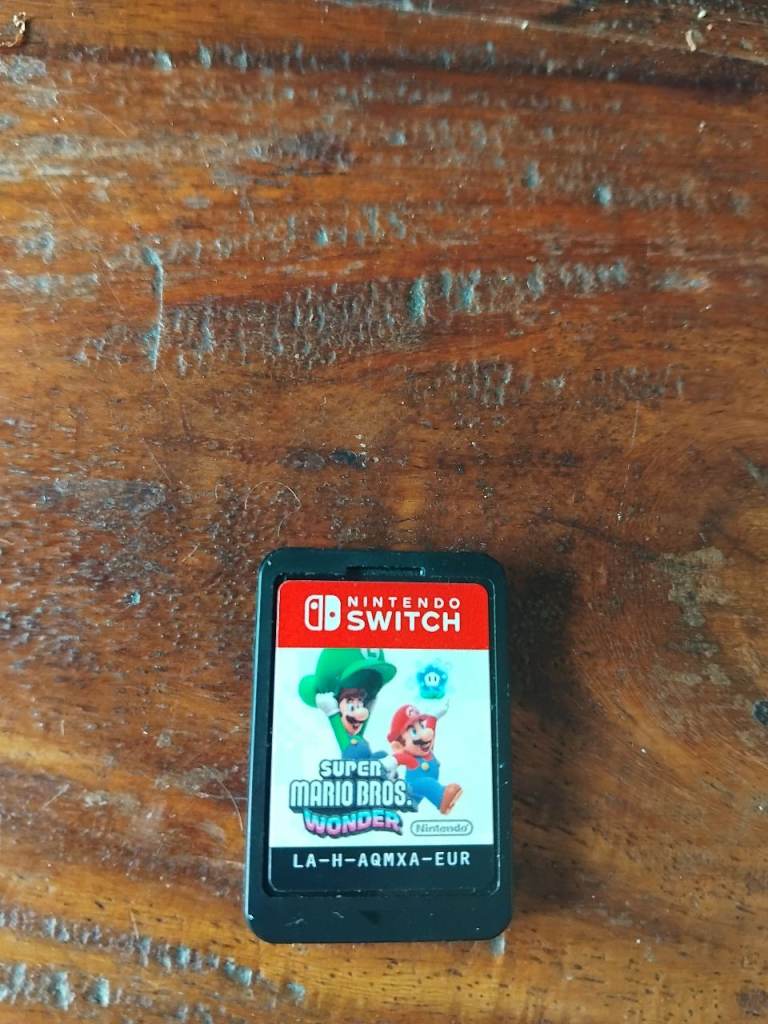 NINTENDO
SWITCH
L
SUPER
MARIO BROS.
WONDER
Nintendo
LA-H-AQMXA-EUR